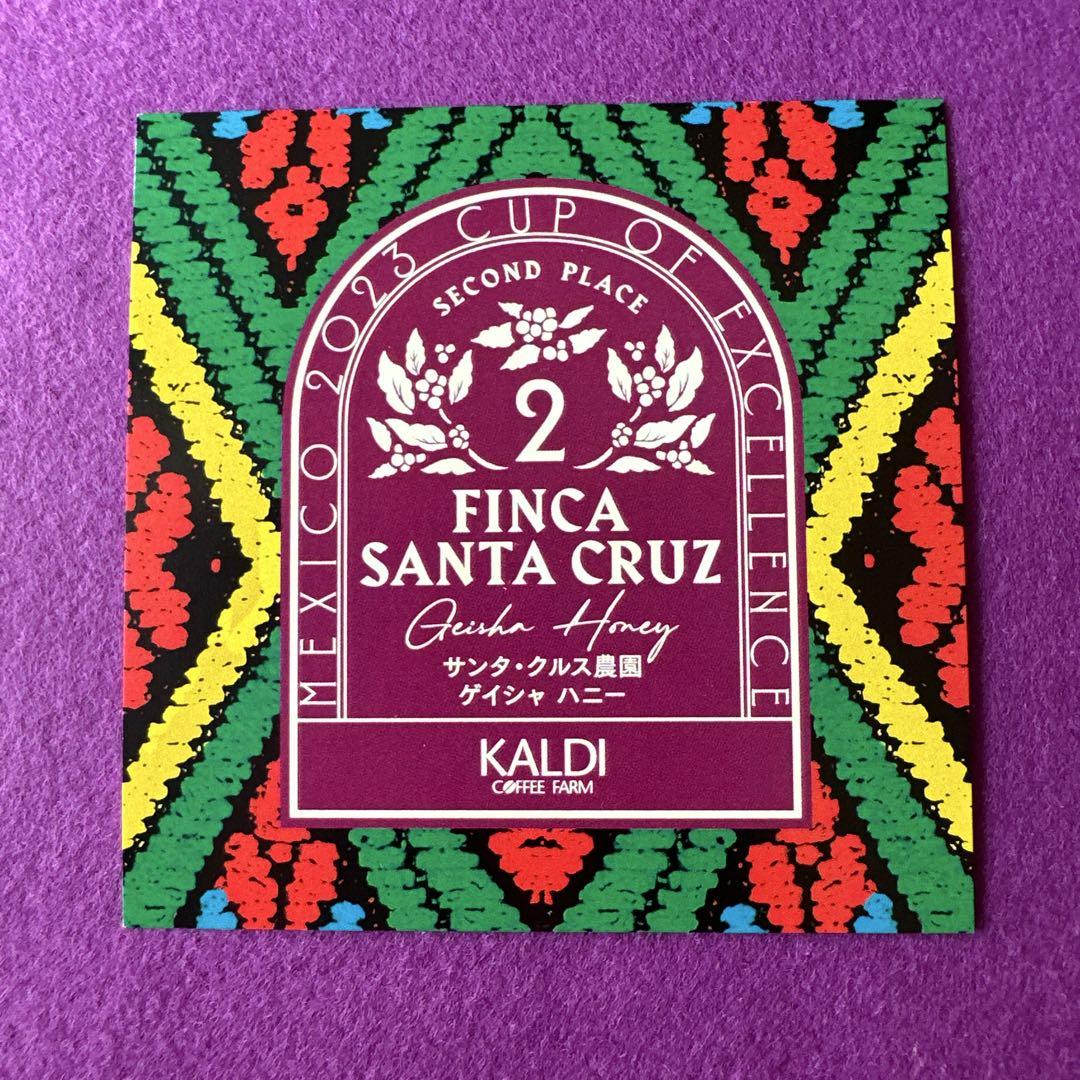 MEXICO 2023 CUP OF EXCELLENCE
SECOND PLACE
2
FINCA
SANTA CRUZ
Geisha Honey
サンタ・クルス農園
ゲイシャ ハニー
KALDI
COFFEE FARM